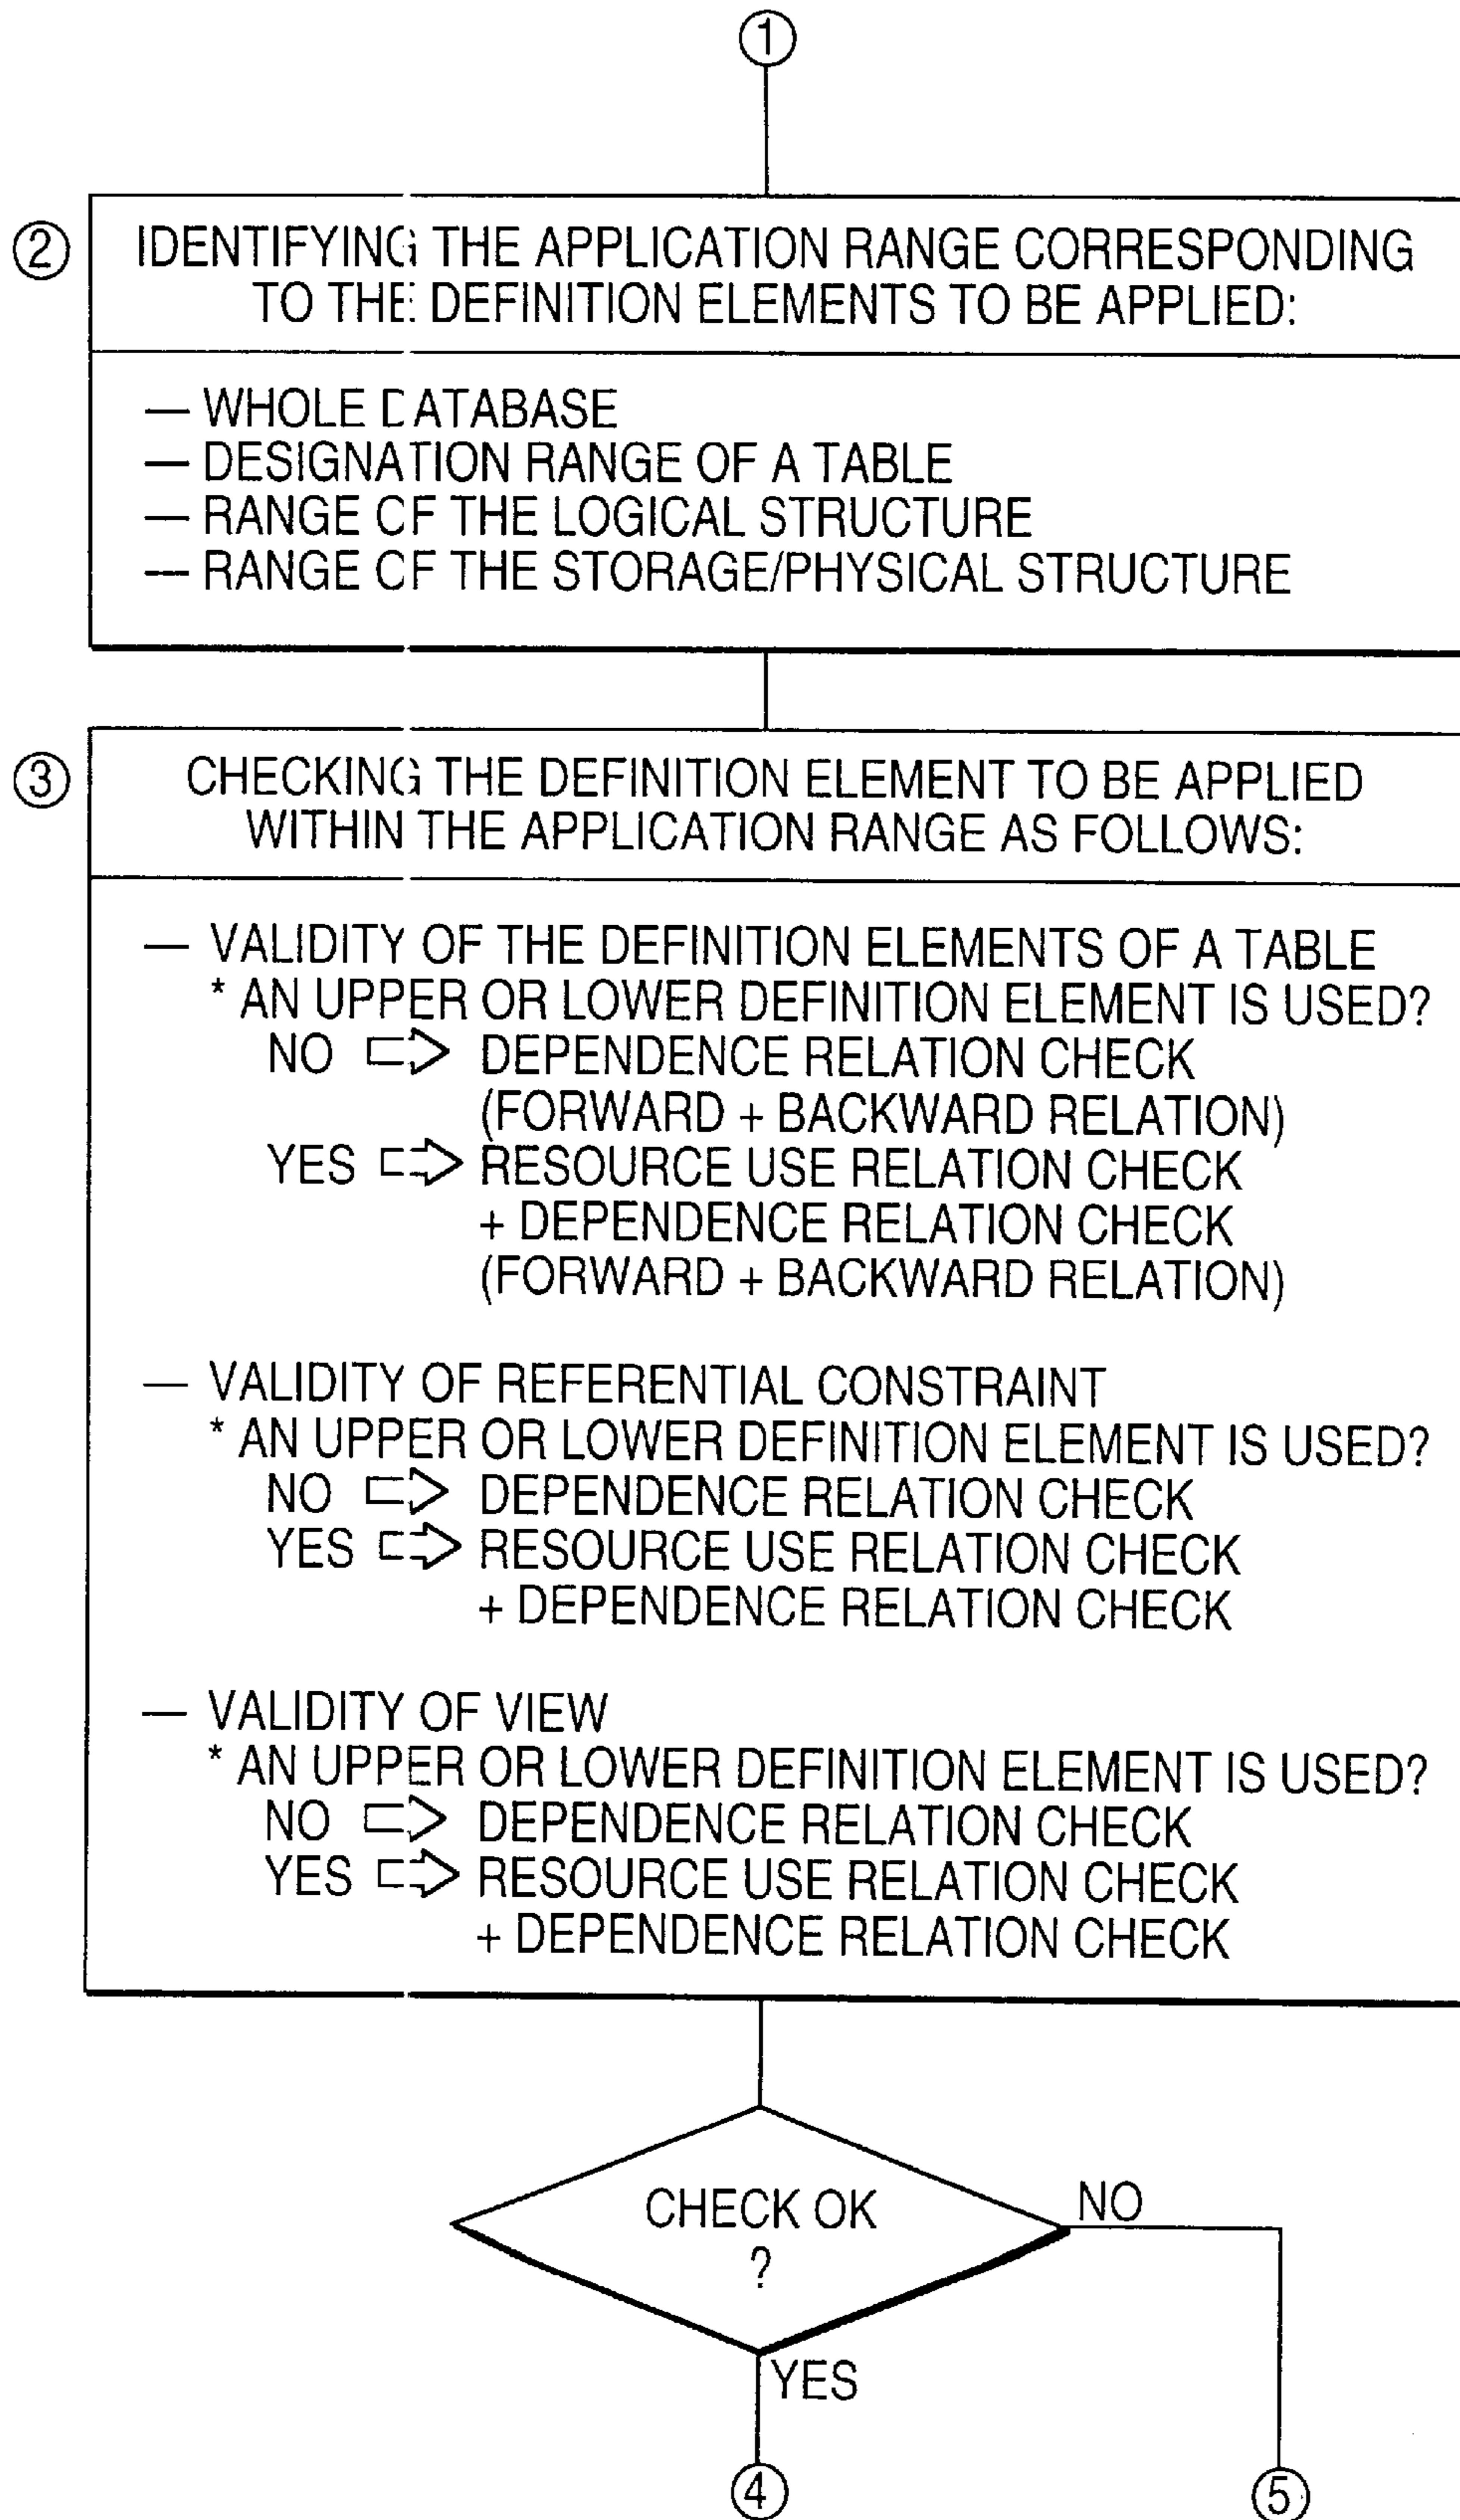 ①
② IDENTIFYING THE APPLICATION RANGE CORRESPONDING
TO THE DEFINITION ELEMENTS TO BE APPLIED:
— WHOLE DATABASE
— DESIGNATION RANGE OF A TABLE
— RANGE OF THE LOGICAL STRUCTURE
— RANGE OF THE STORAGE/PHYSICAL STRUCTURE
③ CHECKING THE DEFINITION ELEMENT TO BE APPLIED
WITHIN THE APPLICATION RANGE AS FOLLOWS:
— VALIDITY OF THE DEFINITION ELEMENTS OF A TABLE
* AN UPPER OR LOWER DEFINITION ELEMENT IS USED?
NO ⇨ DEPENDENCE RELATION CHECK
(FORWARD + BACKWARD RELATION)
YES ⇨ RESOURCE USE RELATION CHECK
+ DEPENDENCE RELATION CHECK
(FORWARD + BACKWARD RELATION)
— VALIDITY OF REFERENTIAL CONSTRAINT
* AN UPPER OR LOWER DEFINITION ELEMENT IS USED?
NO ⇨ DEPENDENCE RELATION CHECK
YES ⇨ RESOURCE USE RELATION CHECK
+ DEPENDENCE RELATION CHECK
— VALIDITY OF VIEW
* AN UPPER OR LOWER DEFINITION ELEMENT IS USED?
NO ⇨ DEPENDENCE RELATION CHECK
YES ⇨ RESOURCE USE RELATION CHECK
+ DEPENDENCE RELATION CHECK
CHECK OK
?
NO
YES
④ ⑤